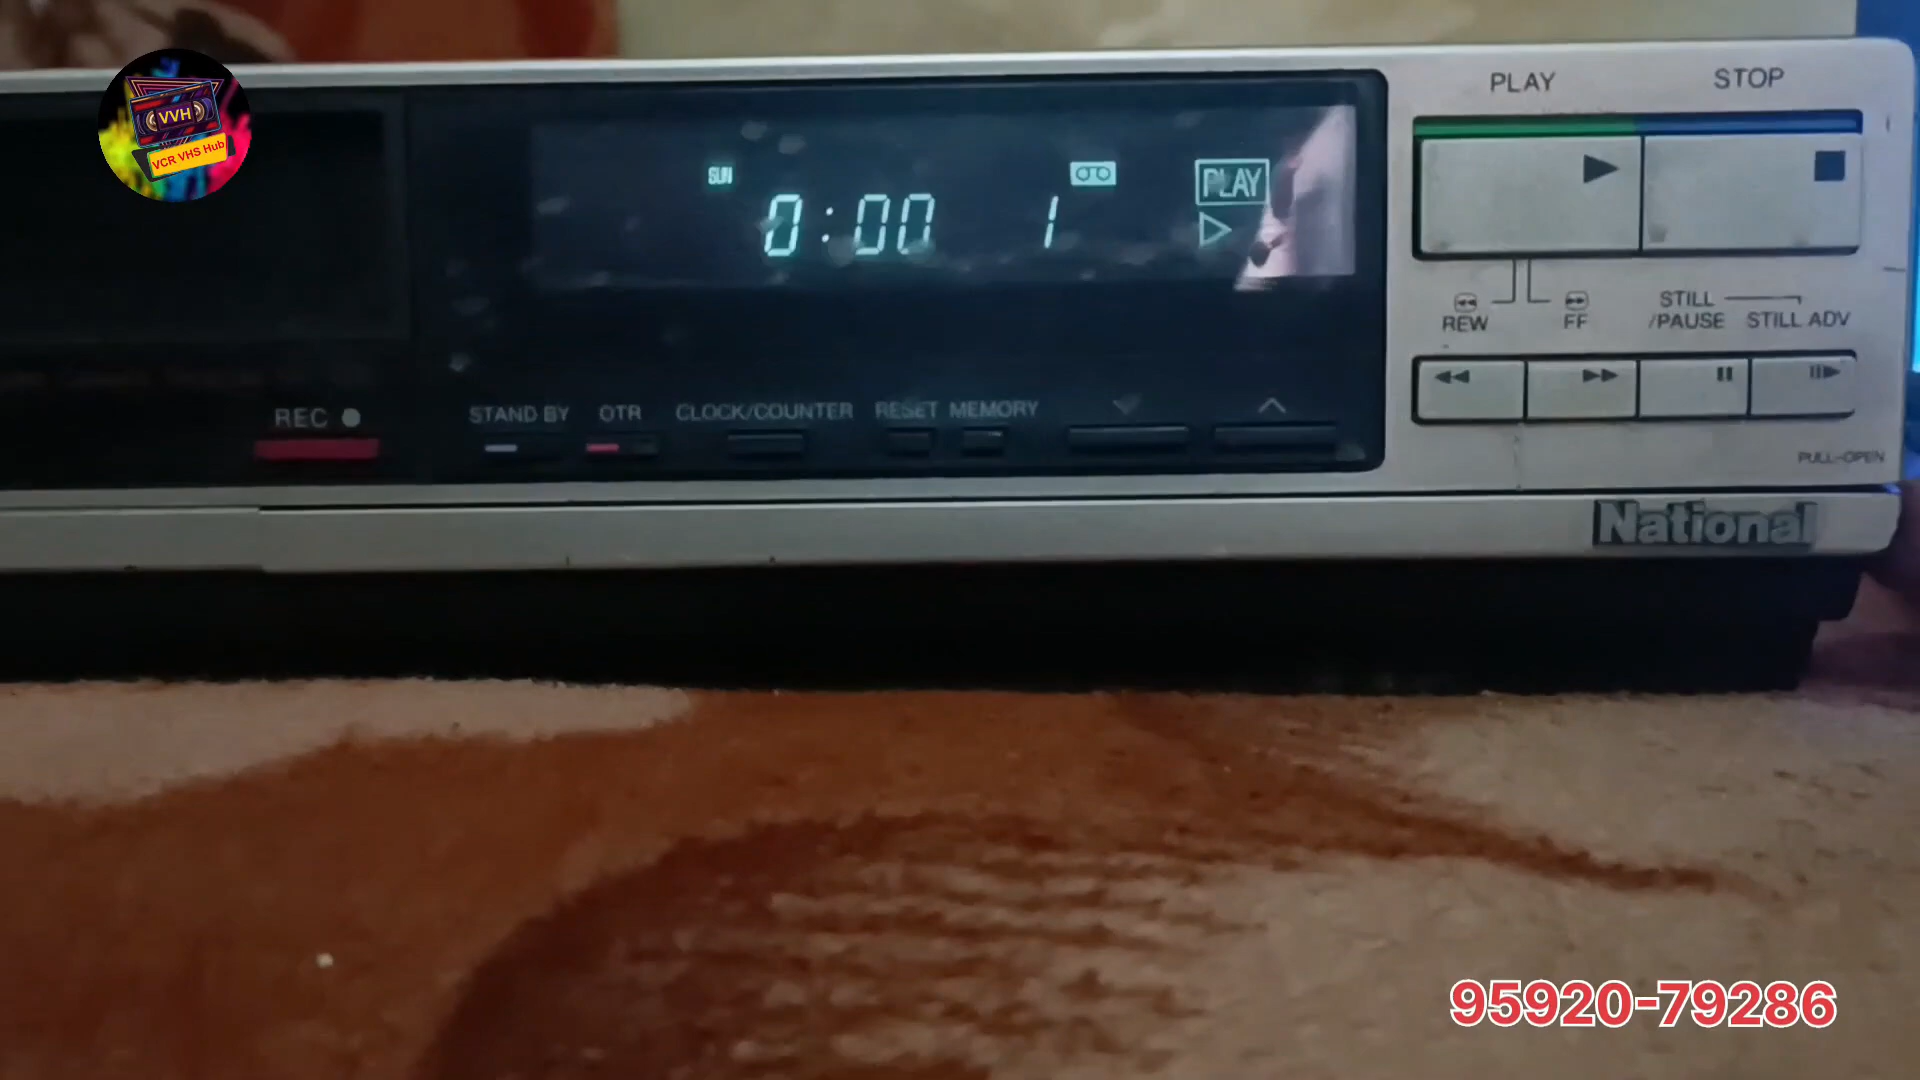 VVH
VCR VHS Hub
SUN
0:00 1
PLAY
PLAY STOP
REW FF
STILL
/PAUSE STILL ADV
REC
STAND BY OTR CLOCK/COUNTER RESET MEMORY
PULL-OPEN
National
95920-79286